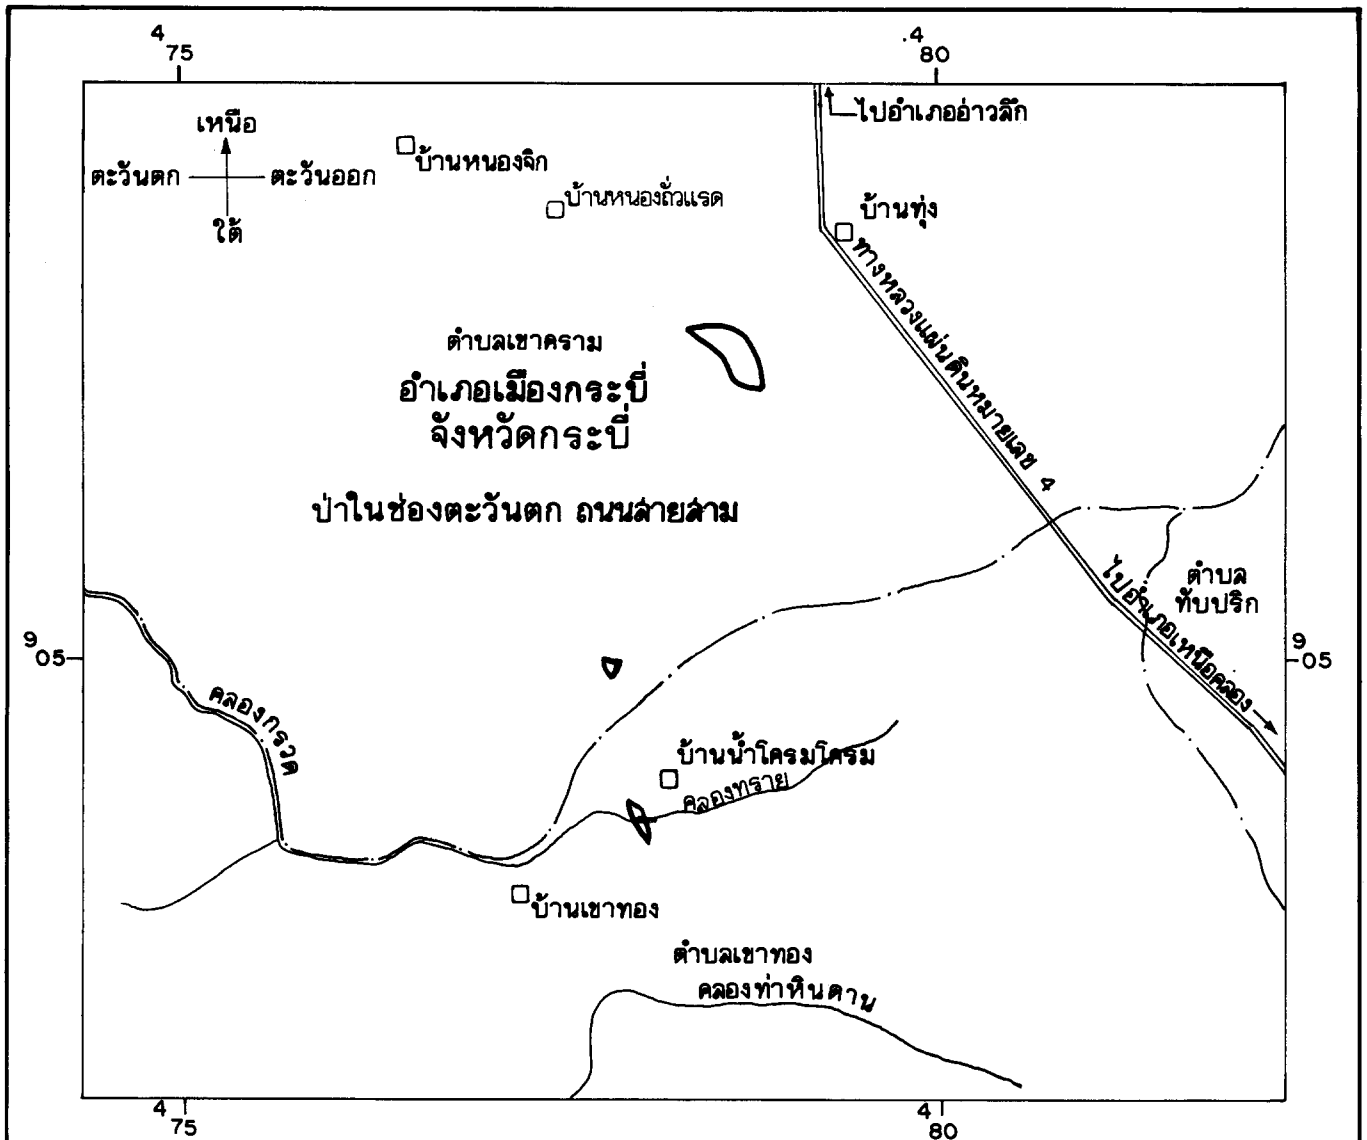 4
75
.4
80
เหนือ
ตะวันตก
ตะวันออก
ใต้
ไปอำเภออ่าวลึก
บ้านหนองจิก
บ้านหนองถั่วแรด
บ้านทุ่ง
ทางหลวงแผ่นดินหมายเลข 4
ตำบลเขาคราม
อำเภอเมืองกระบี่
จังหวัดกระบี่
ป่าในช่องตะวันตก ถนนสายสาม
ตำบล
ทับปริก
ไปอำเภอเหนือคลอง
9
05
9
05
คลองกรวด
บ้านน้ำโครมโครม
คลองทราย
บ้านเขาทอง
ตำบลเขาทอง
คลองท่าหินดาน
4
75
4
80